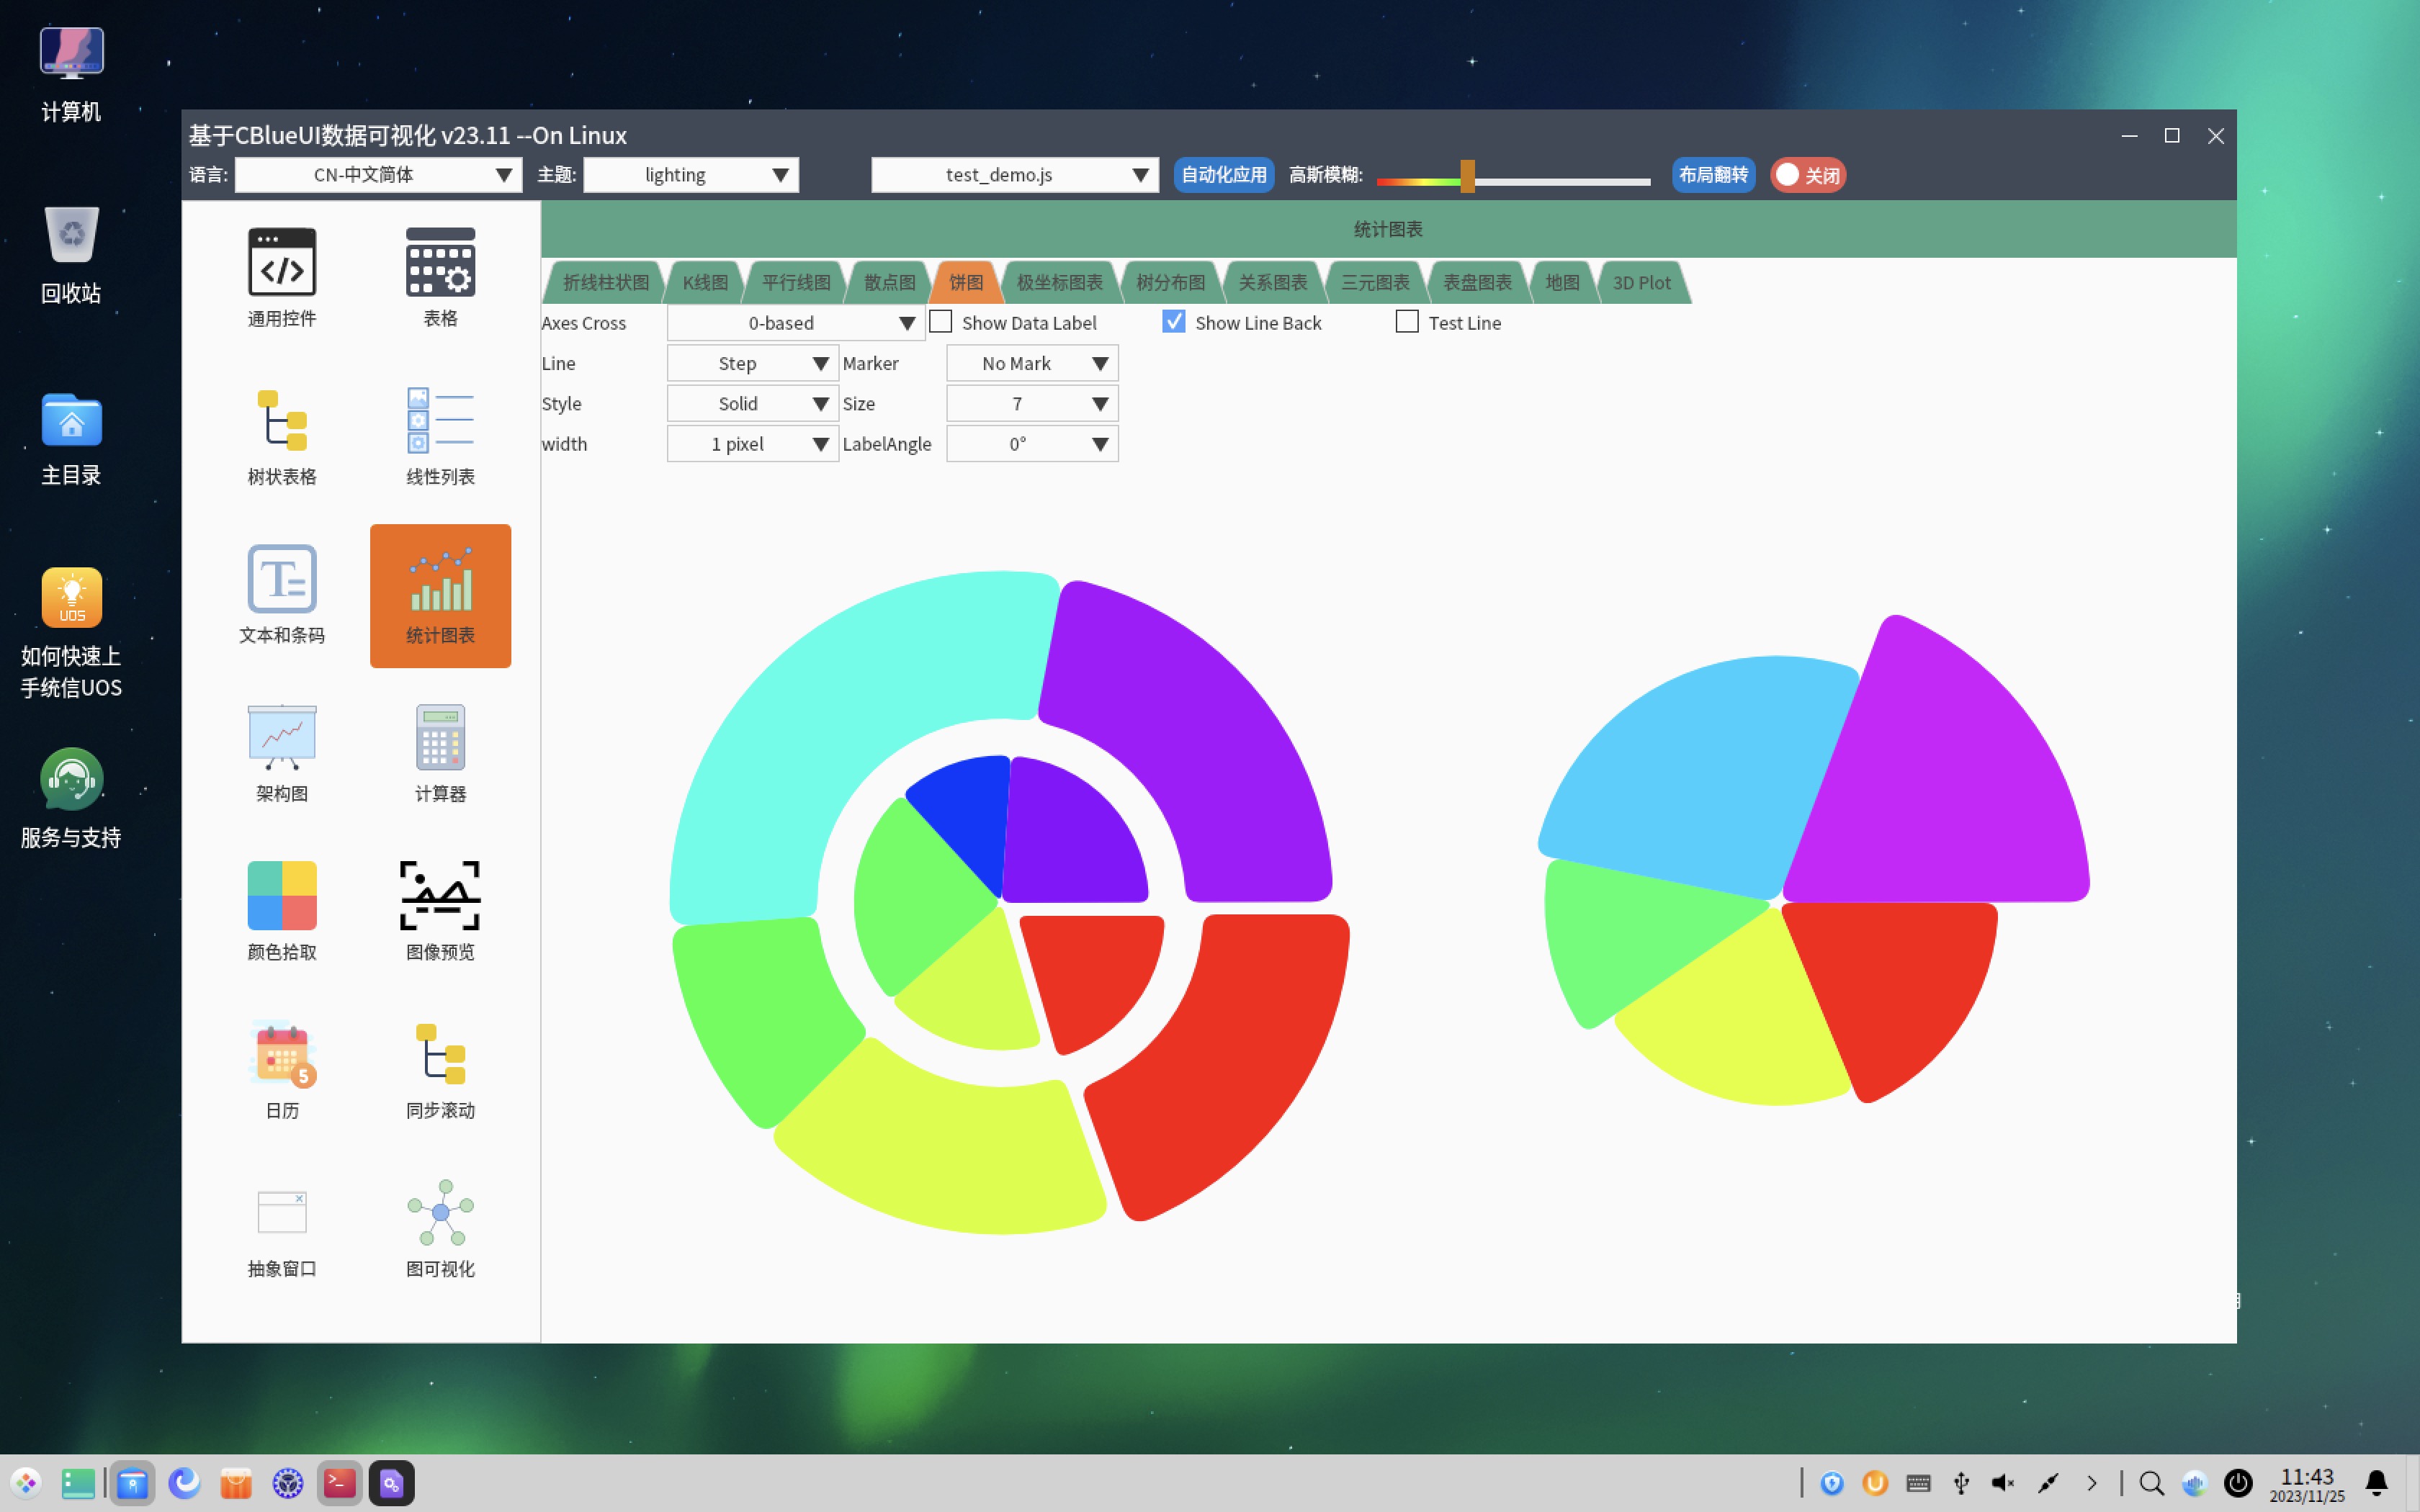 计算机
回收站
主目录
UOS
如何快速上
手统信UOS
服务与支持
基于CBlueUI数据可视化 v23.11 --On Linux
语言: CN-中文简体 主题: lighting test_demo.js 自动化应用 高斯模糊: 布局翻转 关闭
通用控件 表格
树状表格 线性列表
文本和条码 统计图表
架构图 计算器
颜色拾取 图像预览
5
日历 同步滚动
抽象窗口 图可视化
统计图表
折线柱状图 K线图 平行线图 散点图 饼图 极坐标图表 树分布图 关系图表 三元图表 表盘图表 地图 3D Plot
Axes Cross 0-based Show Data Label Show Line Back Test Line
Line Step Marker No Mark
Style Solid Size 7
width 1 pixel LabelAngle 0°
11:43
2023/11/25